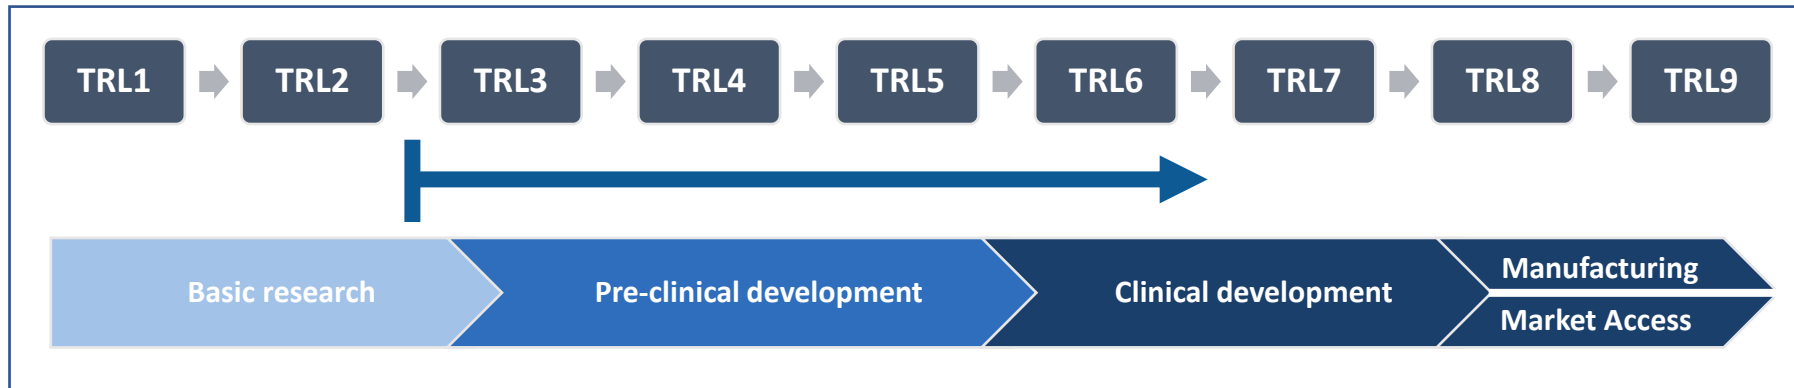 TRL1 TRL2 TRL3 TRL4 TRL5 TRL6 TRL7 TRL8 TRL9
Basic research
Pre-clinical development
Clinical development
Manufacturing
Market Access